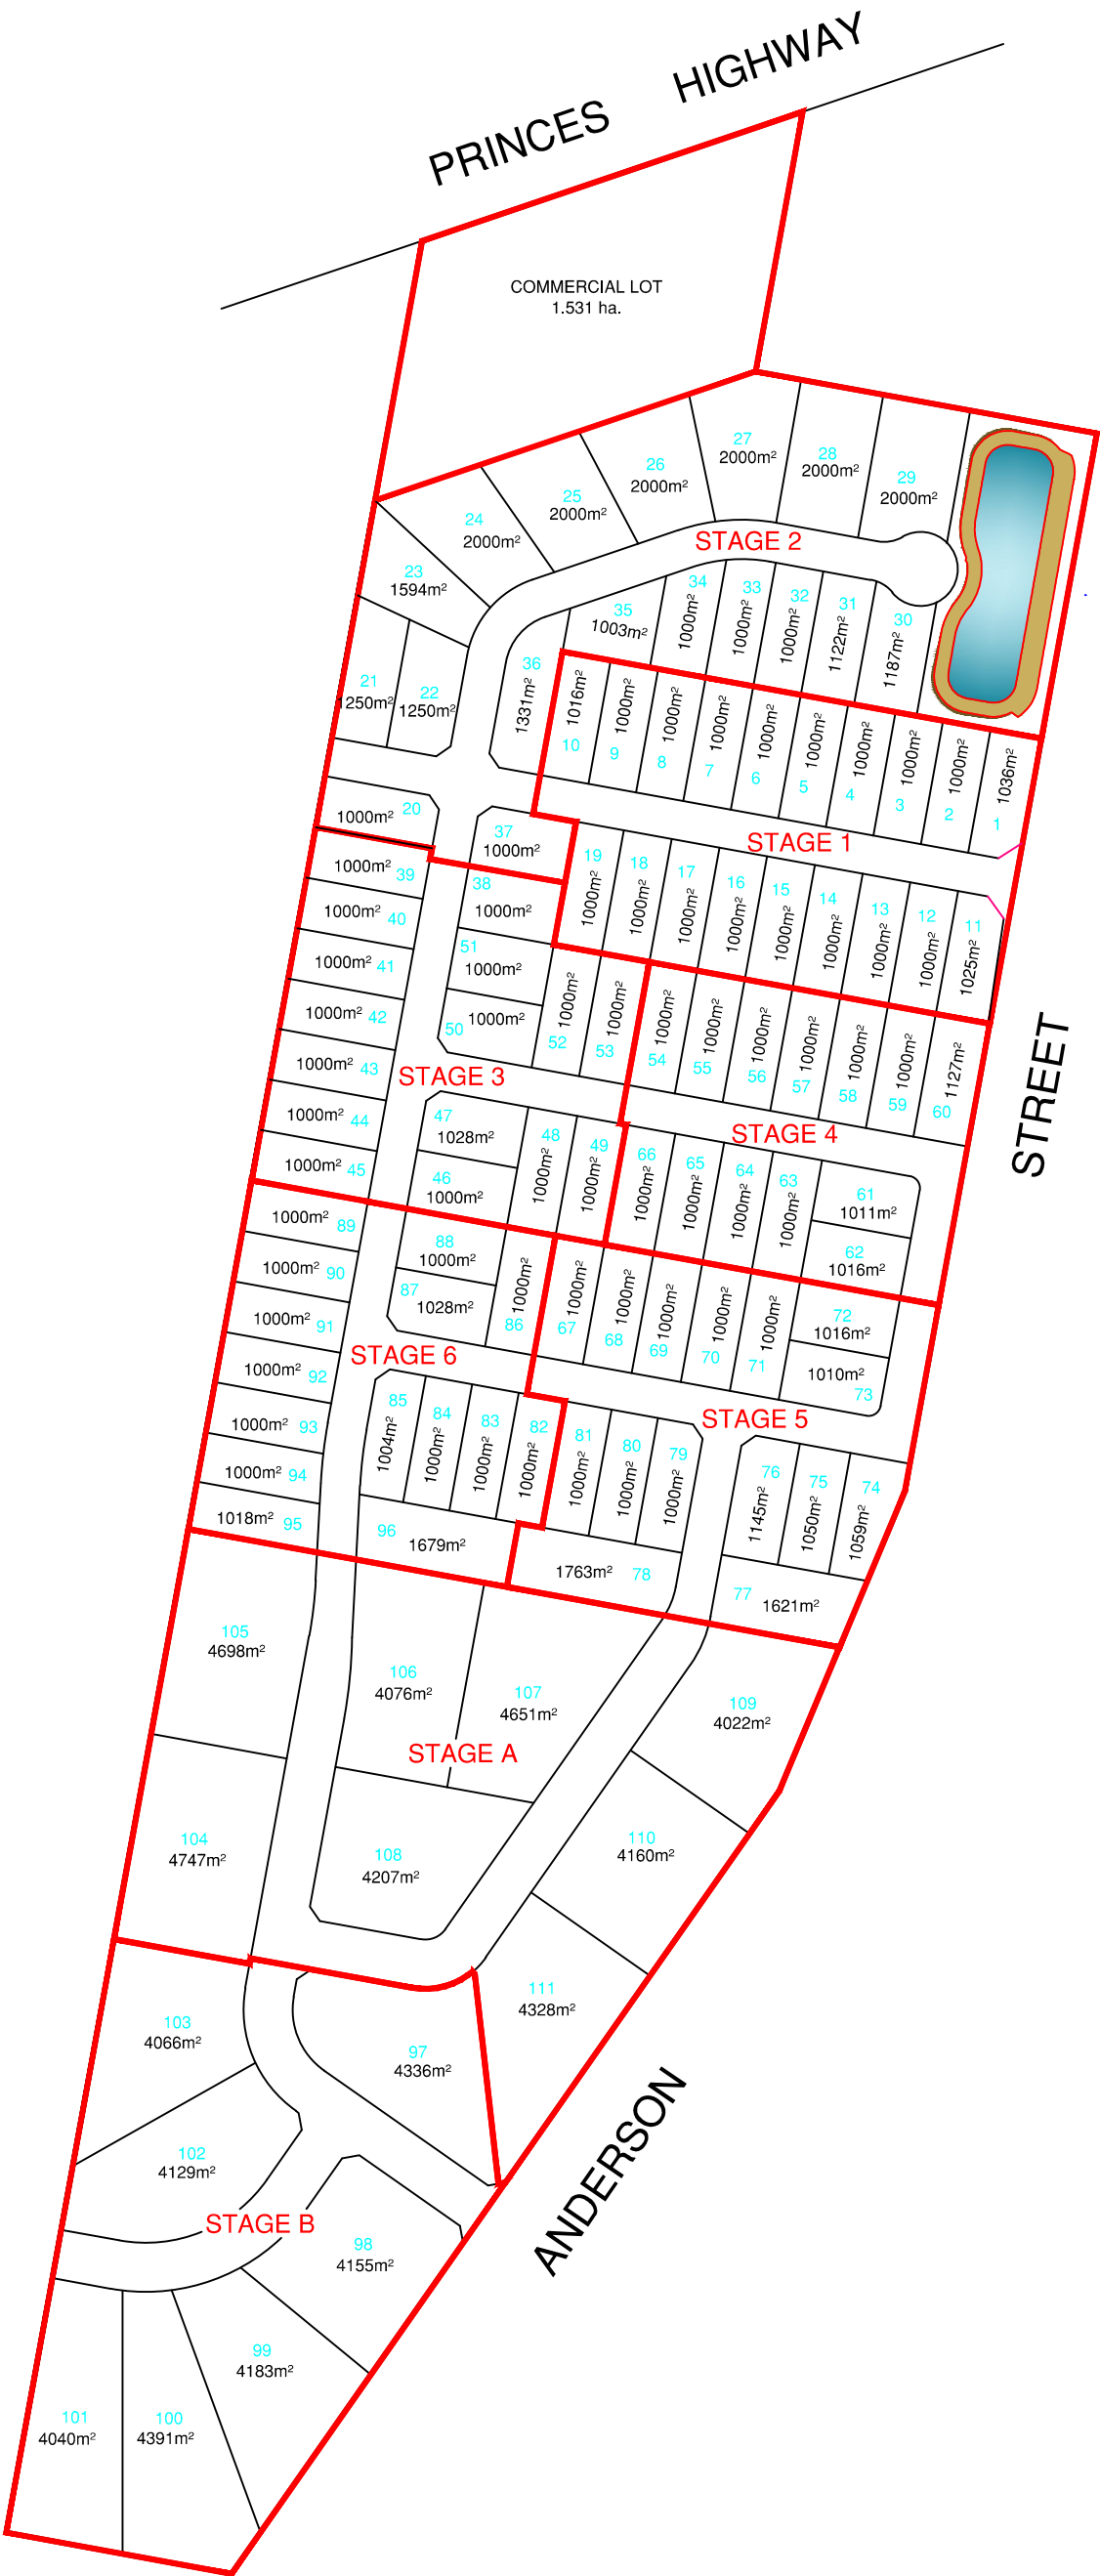 PRINCES HIGHWAY
COMMERCIAL LOT
1.531 ha.
27
2000m²
28
2000m²
26
2000m²
29
2000m²
25
2000m²
24
2000m²
STAGE 2
23
1594m²
34
1000m²
33
1000m²
32
1000m²
31
1122m²
30
1187m²
35
1003m²
36
1331m²
21
1250m²
22
1250m²
1016m²
10
1000m²
9
1000m²
8
1000m²
7
1000m²
6
1000m²
5
1000m²
4
1000m²
3
1000m²
2
1036m²
1
1000m² 20
37
1000m²
STAGE 1
19
1000m²
18
1000m²
17
1000m²
16
1000m²
15
1000m²
14
1000m²
13
1000m²
12
1000m²
11
1025m²
1000m² 39
38
1000m²
1000m² 40
51
1000m²
1000m² 41
1000m²
50
1000m²
52
1000m²
53
1000m²
54
1000m²
55
1000m²
56
1000m²
57
1000m²
58
1000m²
59
1127m²
60
1000m² 42
1000m² 43
STAGE 3
STREET
47
1028m²
1000m² 44
STAGE 4
48
1000m²
49
1000m²
66
1000m²
65
1000m²
64
1000m²
63
1000m²
61
1011m²
1000m² 45
46
1000m²
62
1016m²
1000m² 89
88
1000m²
1000m² 90
87
1028m²
1000m²
86
1000m²
67
1000m²
68
1000m²
69
1000m²
70
1000m²
71
72
1016m²
1000m² 91
STAGE 6
1000m² 92
1010m²
73
85
1004m²
84
1000m²
83
1000m²
82
1000m²
81
1000m²
80
1000m²
79
1000m²
STAGE 5
1000m² 93
1000m² 94
76
1145m²
75
1050m²
74
1059m²
1018m² 95
96 1679m²
1763m² 78
77 1621m²
105
4698m²
106
4076m²
107
4651m²
109
4022m²
STAGE A
104
4747m²
108
4207m²
110
4160m²
111
4328m²
103
4066m²
97
4336m²
ANDERSON
102
4129m²
STAGE B
98
4155m²
99
4183m²
101
4040m²
100
4391m²